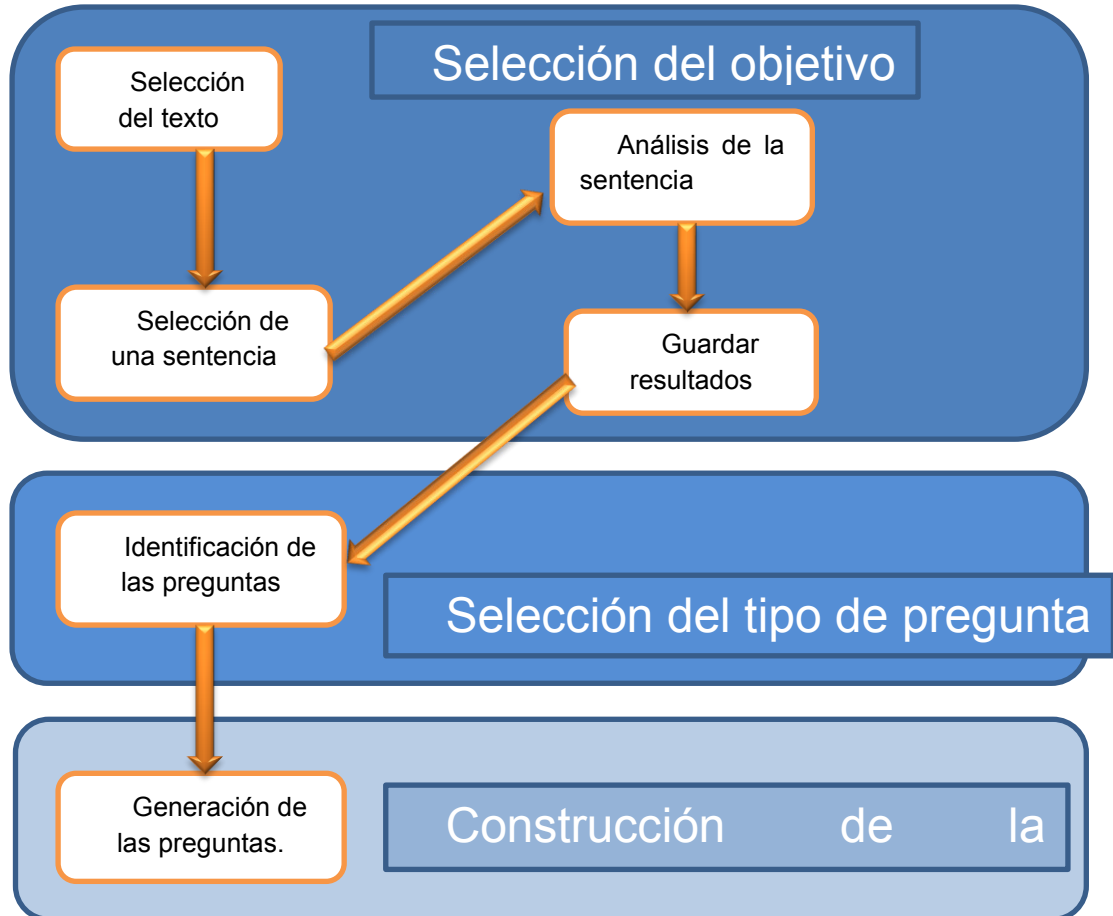 Selección del objetivo
Selección
del texto
Análisis de la
sentencia
Selección de
una sentencia
Guardar
resultados
Identificación de
las preguntas
Selección del tipo de pregunta
Generación de
las preguntas.
Construcción de la